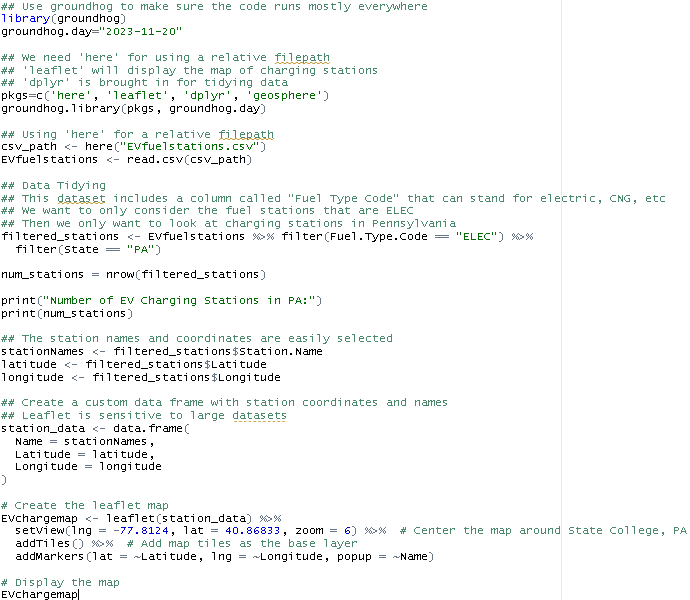 ## Use groundhog to make sure the code runs mostly everywhere
library(groundhog)
groundhog.day="2023-11-20"
## We need 'here' for using a relative filepath
## 'leaflet' will display the map of charging stations
## 'dplyr' is brought in for tidying data
pkgs=c('here', 'leaflet', 'dplyr', 'geosphere')
groundhog.library(pkgs, groundhog.day)
## Using 'here' for a relative filepath
csv_path <- here("EVfuelstations.csv")
EVfuelstations <- read.csv(csv_path)
## Data Tidying
## This dataset includes a column called "Fuel Type Code" that can stand for electric, CNG, etc
## We want to only consider the fuel stations that are ELEC
## Then we only want to look at charging stations in Pennsylvania
filtered_stations <- EVfuelstations %>% filter(Fuel.Type.Code == "ELEC") %>%
  filter(State == "PA")
num_stations = nrow(filtered_stations)
print("Number of EV Charging Stations in PA:")
print(num_stations)
## The station names and coordinates are easily selected
stationNames <- filtered_stations$Station.Name
latitude <- filtered_stations$Latitude
longitude <- filtered_stations$Longitude
## Create a custom data frame with station coordinates and names
## Leaflet is sensitive to large datasets
station_data <- data.frame(
  Name = stationNames,
  Latitude = latitude,
  Longitude = longitude
)
# Create the leaflet map
EVchargemap <- leaflet(station_data) %>%
  setView(lng = -77.8124, lat = 40.86833, zoom = 6) %>%  # Center the map around State College, PA
  addTiles() %>%  # Add map tiles as the base layer
  addMarkers(lat = ~Latitude, lng = ~Longitude, popup = ~Name)
# Display the map
EVchargemap